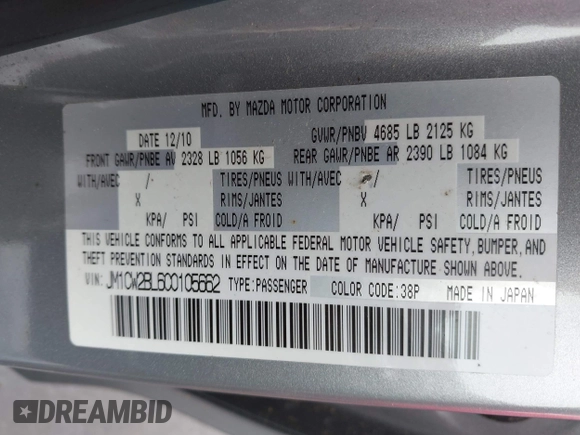 MFD. BY MAZDA MOTOR CORPORATION
DATE 12/10 GVWR/PNBV 4685 LB 2125 KG
FRONT GAWR/PNBE AV 2328 LB 1056 KG REAR GAWR/PNBE AR 2390 LB 1084 KG
WITH/AVEC /- TIRES/PNEUS WITH/AVEC /- TIRES/PNEUS
X RIMS/JANTES X RIMS/JANTES
KPA/ PSI COLD/A FROID KPA/ PSI COLD/A FROID
THIS VEHICLE CONFORMS TO ALL APPLICABLE FEDERAL MOTOR VEHICLE SAFETY, BUMPER, AND
THEFT PREVENTION STANDARDS IN EFFECT ON THE DATE OF MANUFACTURE SHOWN ABOVE.
VIN: JM1CW2BL6C0105662 TYPE:PASSENGER COLOR CODE:38P MADE IN JAPAN
DREAMBID